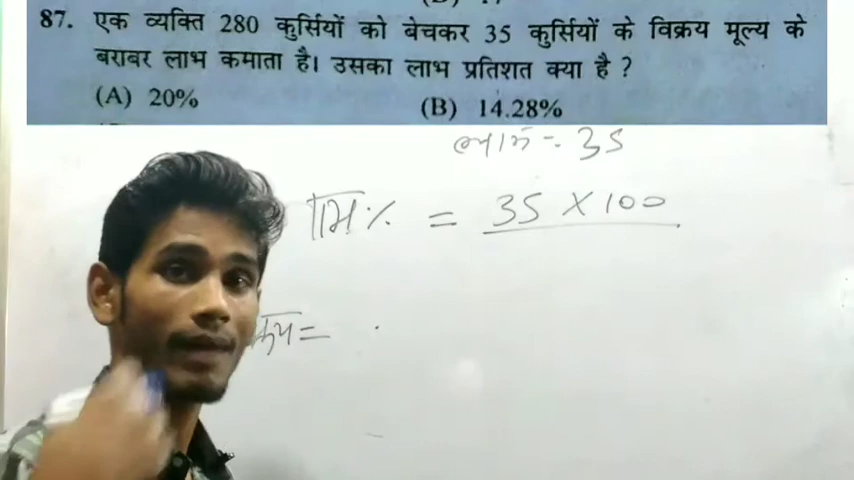 87. एक व्यक्ति 280 कुर्सियों को बेचकर 35 कुर्सियों के विक्रय मूल्य के
बराबर लाभ कमाता है। उसका लाभ प्रतिशत क्या है ?
(A) 20% (B) 14.28%
लाभ = 35
% = 35 × 100
क्रय =